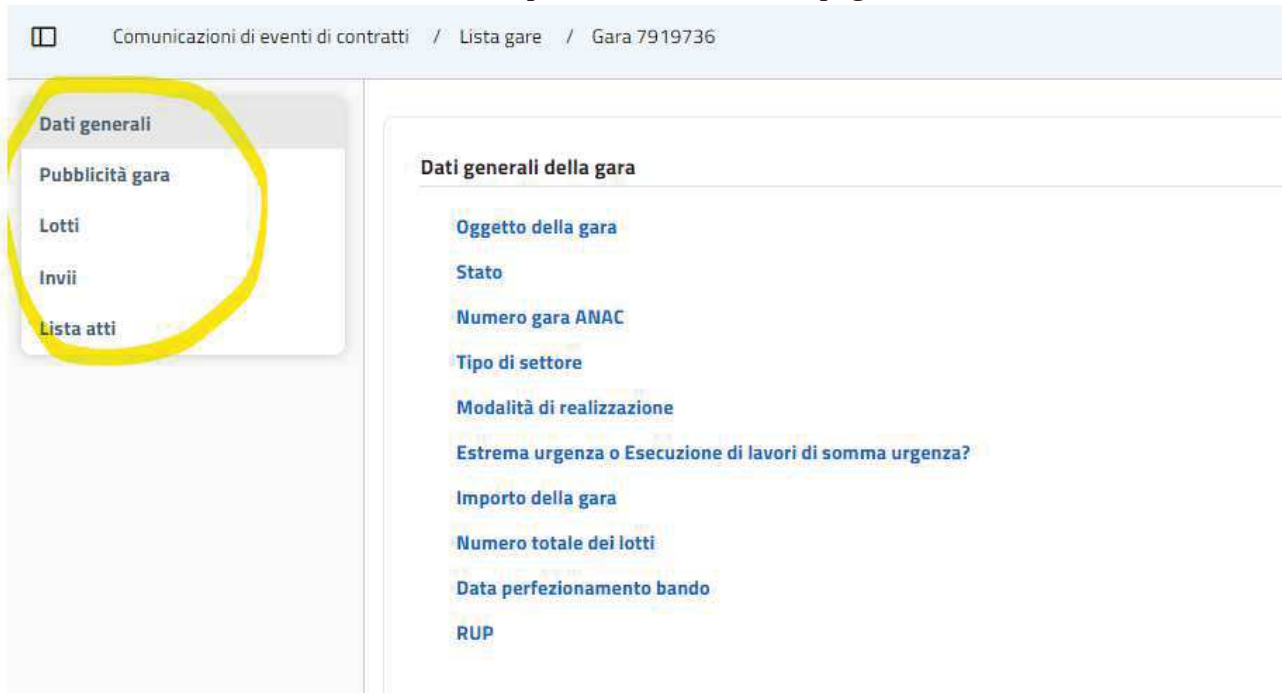 Comunicazioni di eventi di contratti / Lista gare / Gara 7919736
Dati generali
Pubblicità gara
Lotti
Invii
Lista atti
Dati generali della gara
Oggetto della gara
Stato
Numero gara ANAC
Tipo di settore
Modalità di realizzazione
Estrema urgenza o Esecuzione di lavori di somma urgenza?
Importo della gara
Numero totale dei lotti
Data perfezionamento bando
RUP